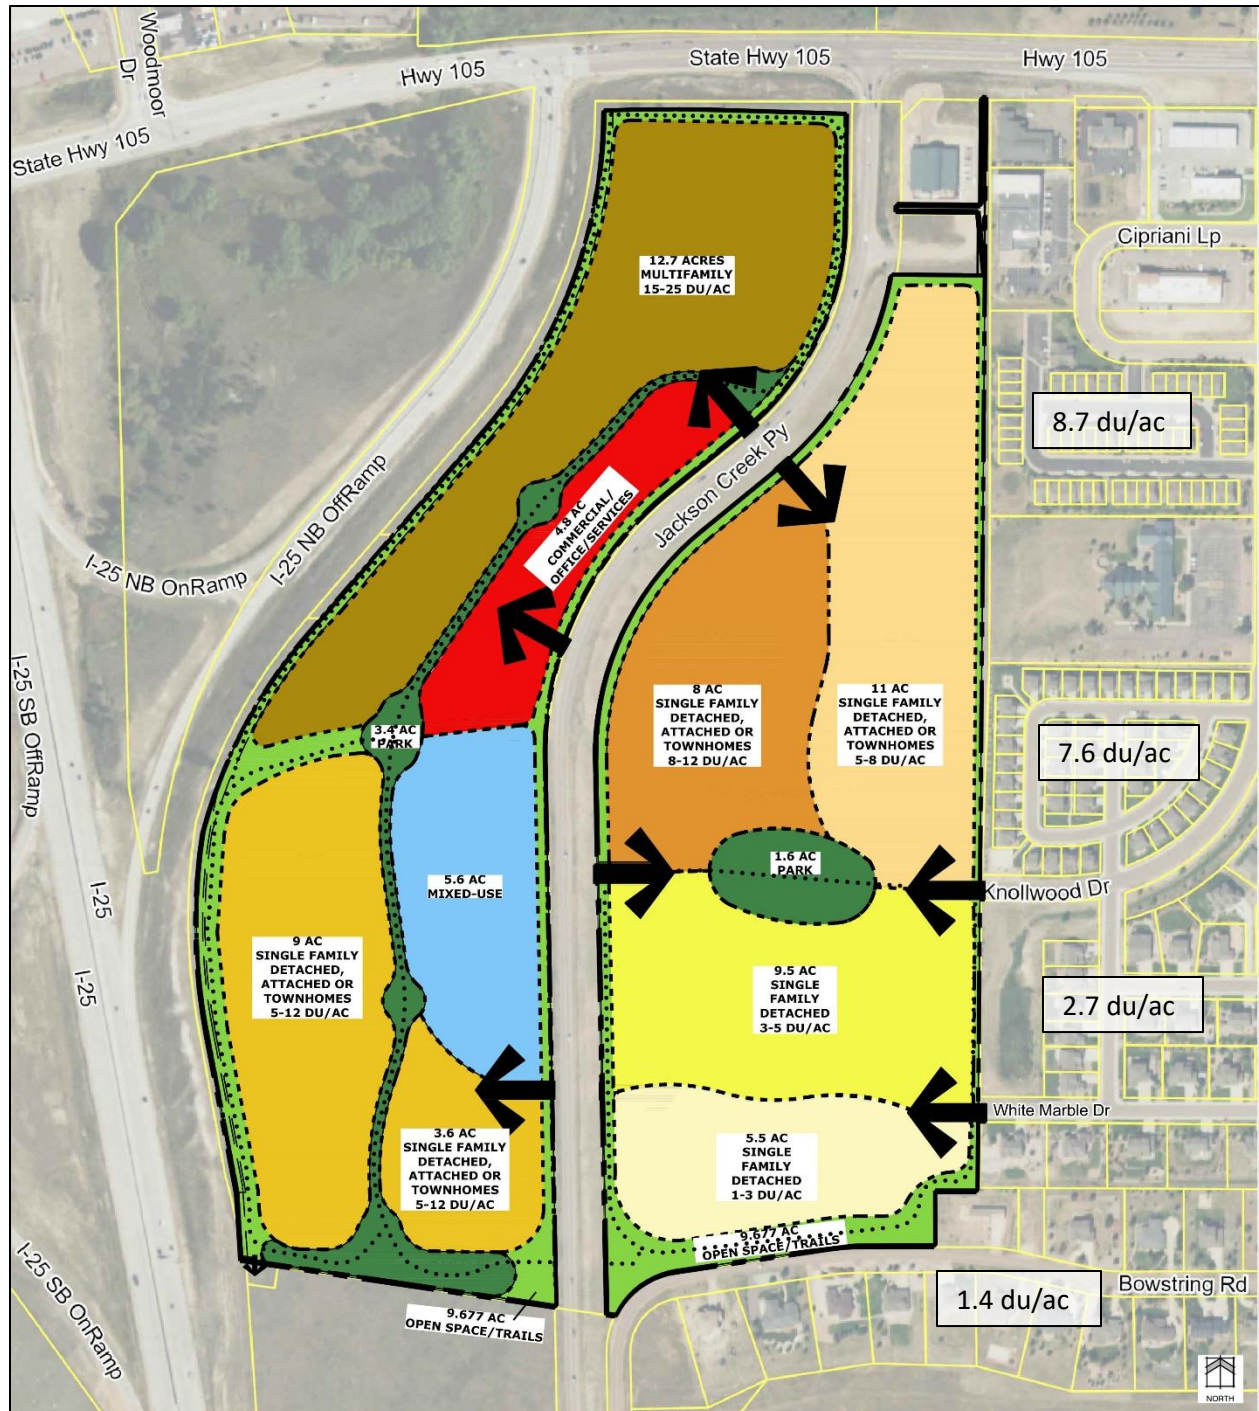 Woodmoor
Dr
Hwy 105
State Hwy 105
Hwy 105
State Hwy 105
Cipriani Lp
12.7 ACRES
MULTIFAMILY
15-25 DU/AC
8.7 du/ac
Jackson Creek Py
4.8 AC
COMMERCIAL/
OFFICE/SERVICES
I-25 NB OffRamp
I-25 NB OnRamp
I-25 SB OffRamp
8 AC
SINGLE FAMILY
DETACHED,
ATTACHED OR
TOWNHOMES
8-12 DU/AC
11 AC
SINGLE FAMILY
DETACHED,
ATTACHED OR
TOWNHOMES
5-8 DU/AC
7.6 du/ac
3.4 AC
PARK
1.6 AC
PARK
5.6 AC
MIXED-USE
Knollwood Dr
I-25
I-25
9 AC
SINGLE FAMILY
DETACHED,
ATTACHED OR
TOWNHOMES
5-12 DU/AC
9.5 AC
SINGLE
FAMILY
DETACHED
3-5 DU/AC
2.7 du/ac
White Marble Dr
3.6 AC
SINGLE FAMILY
DETACHED,
ATTACHED OR
TOWNHOMES
5-12 DU/AC
5.5 AC
SINGLE
FAMILY
DETACHED
1-3 DU/AC
9.677 AC
OPEN SPACE/TRAILS
I-25 SB OnRamp
9.677 AC
OPEN SPACE/TRAILS
1.4 du/ac
Bowstring Rd
NORTH